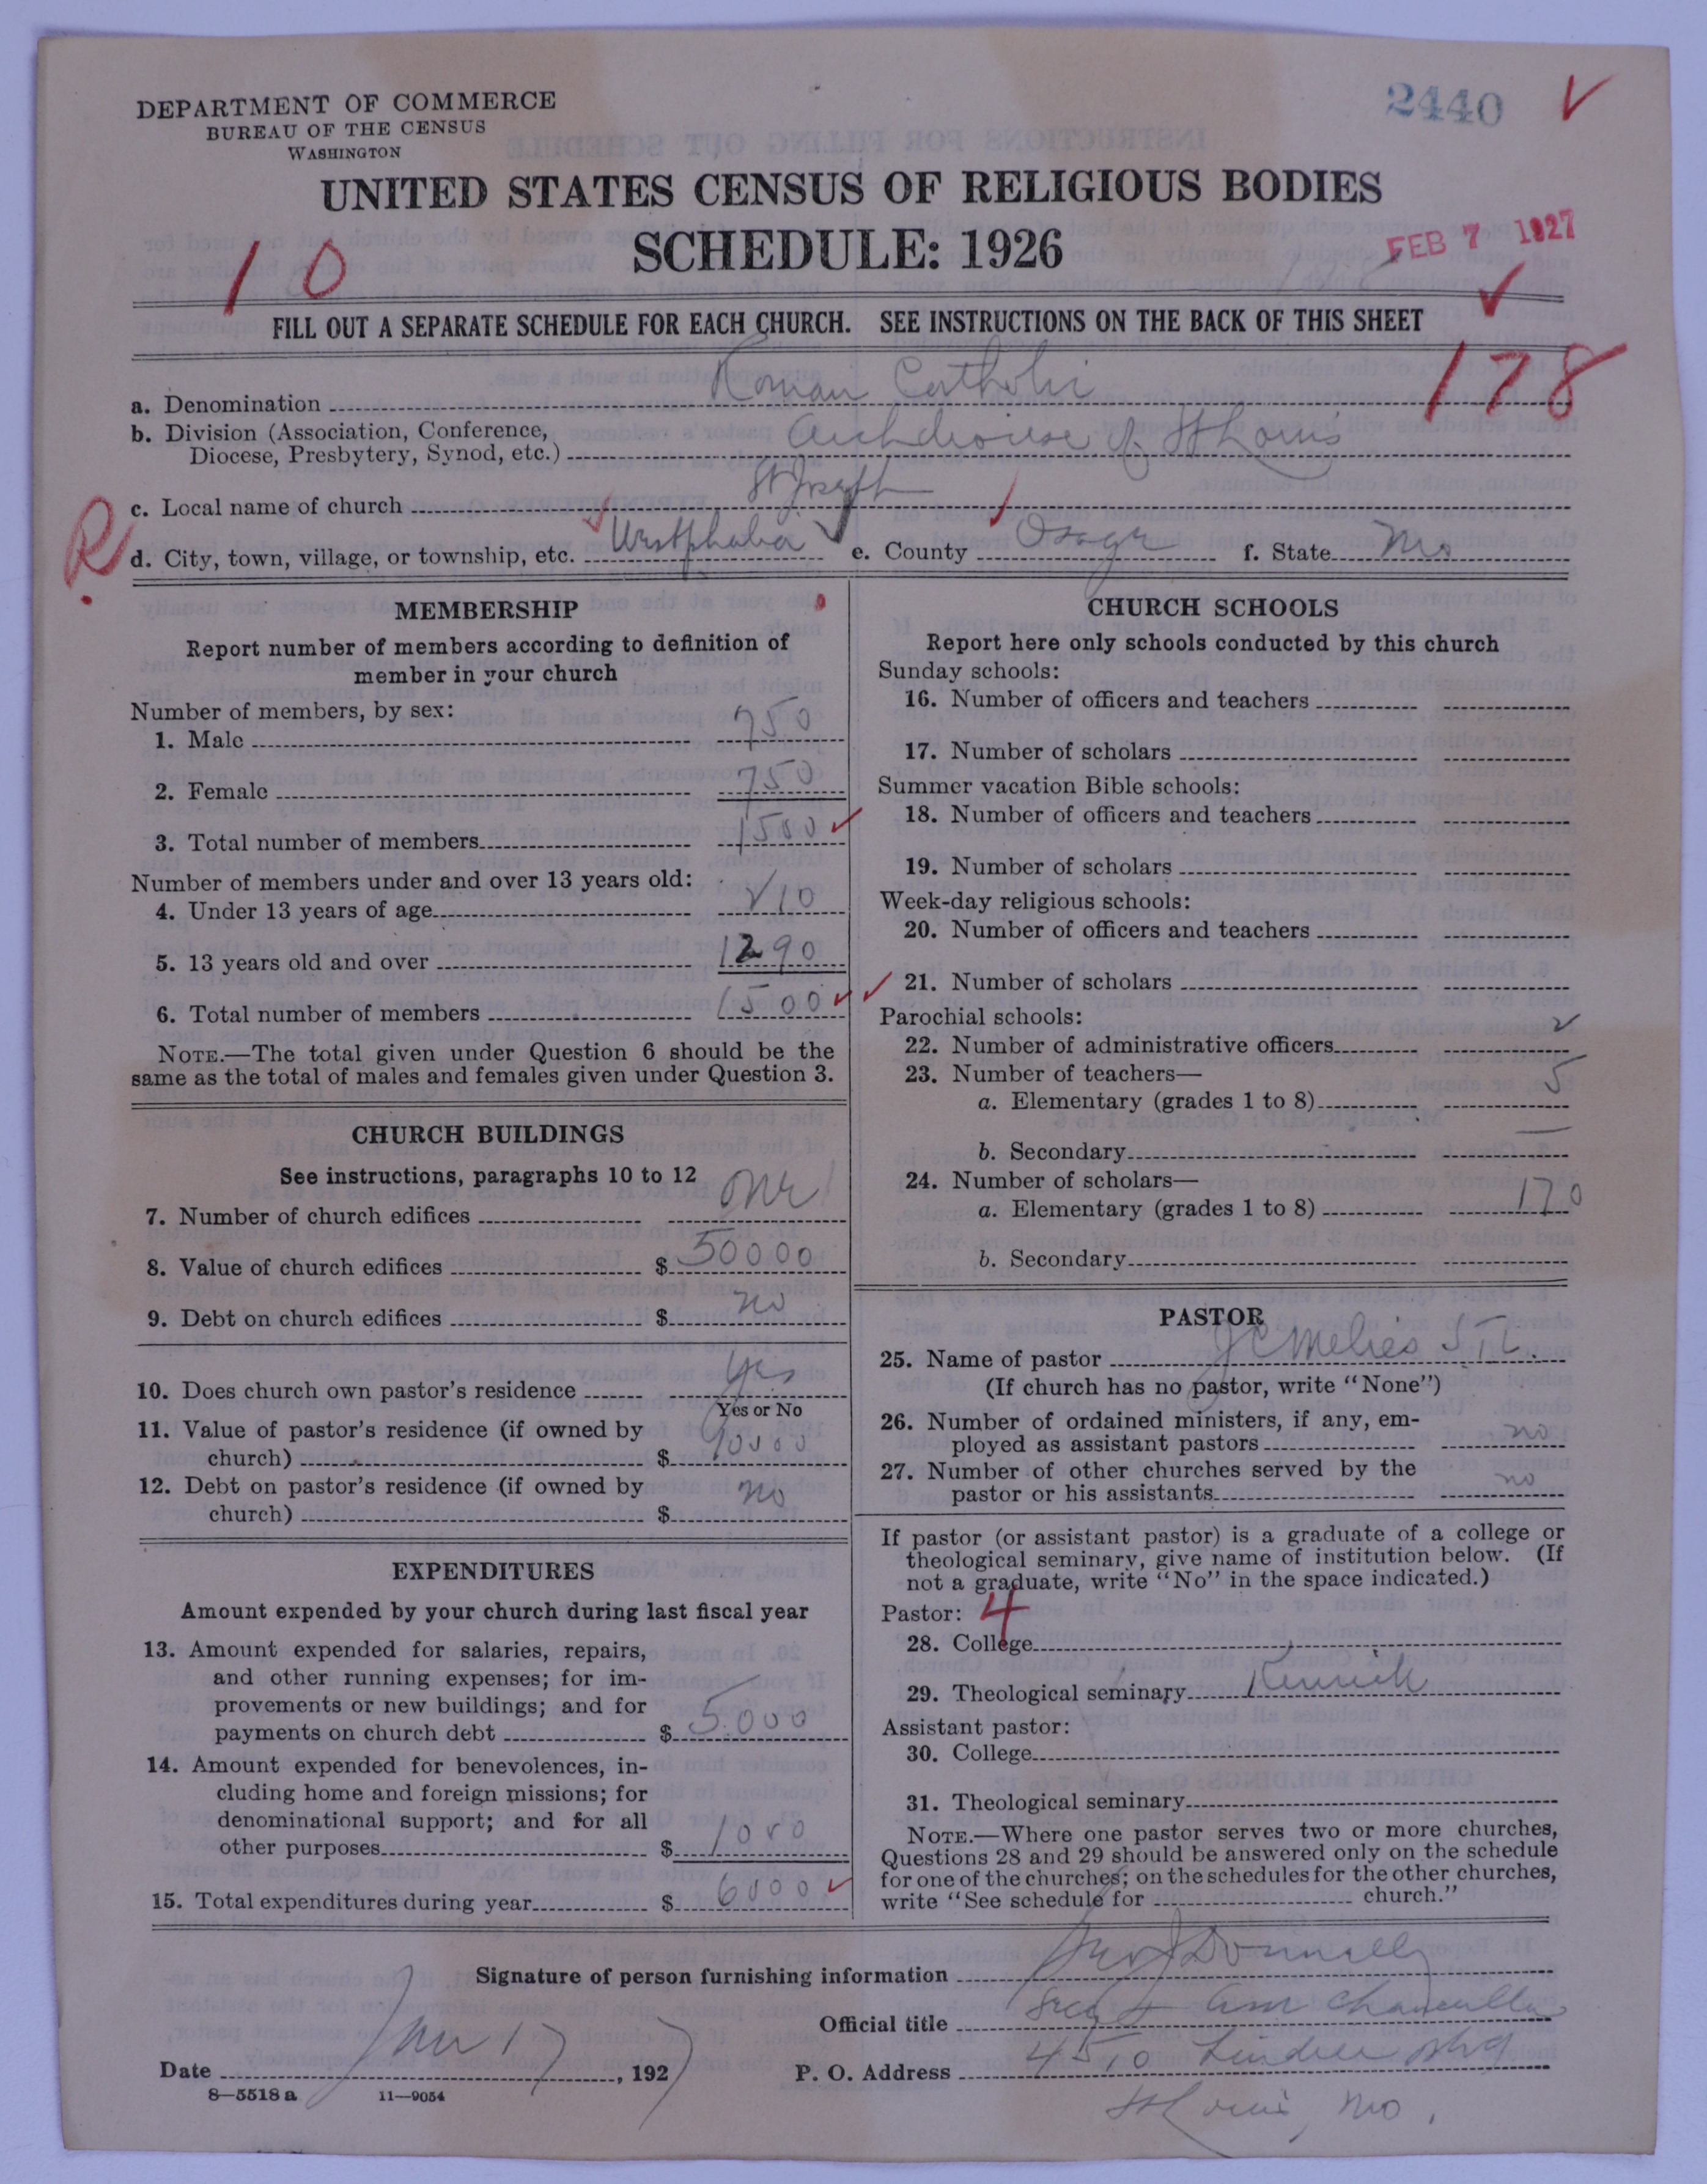 DEPARTMENT OF COMMERCE
BUREAU OF THE CENSUS
WASHINGTON
2440
UNITED STATES CENSUS OF RELIGIOUS BODIES
SCHEDULE: 1926
FEB 7 1927
10
FILL OUT A SEPARATE SCHEDULE FOR EACH CHURCH. SEE INSTRUCTIONS ON THE BACK OF THIS SHEET
178
a. Denomination Roman Catholic
b. Division (Association, Conference,
Diocese, Presbytery, Synod, etc.) Archdiocese of St Louis
c. Local name of church St Joseph
R
d. City, town, village, or township, etc. Westphalia e. County Osage f. State Mo
MEMBERSHIP
Report number of members according to definition of
member in your church
Number of members, by sex:
1. Male 750
2. Female 750
3. Total number of members 1500
Number of members under and over 13 years old:
4. Under 13 years of age 210
5. 13 years old and over 1290
6. Total number of members 1500
NOTE.—The total given under Question 6 should be the
same as the total of males and females given under Question 3.
CHURCH BUILDINGS
See instructions, paragraphs 10 to 12
7. Number of church edifices One
8. Value of church edifices $ 50000
9. Debt on church edifices $ no
10. Does church own pastor's residence Yes
Yes or No
11. Value of pastor's residence (if owned by
church) $ 10000
12. Debt on pastor's residence (if owned by
church) $ no
EXPENDITURES
Amount expended by your church during last fiscal year
13. Amount expended for salaries, repairs,
and other running expenses; for im-
provements or new buildings; and for
payments on church debt $ 5.000
14. Amount expended for benevolences, in-
cluding home and foreign missions; for
denominational support; and for all
other purposes $ 1000
15. Total expenditures during year $ 6000
CHURCH SCHOOLS
Report here only schools conducted by this church
Sunday schools:
16. Number of officers and teachers
17. Number of scholars
Summer vacation Bible schools:
18. Number of officers and teachers
19. Number of scholars
Week-day religious schools:
20. Number of officers and teachers
21. Number of scholars
Parochial schools:
22. Number of administrative officers
23. Number of teachers—
a. Elementary (grades 1 to 8) 5
b. Secondary —
24. Number of scholars—
a. Elementary (grades 1 to 8) 170
b. Secondary
PASTOR
25. Name of pastor J C Melies
(If church has no pastor, write "None")
26. Number of ordained ministers, if any, em-
ployed as assistant pastors no
27. Number of other churches served by the
pastor or his assistants no
If pastor (or assistant pastor) is a graduate of a college or
theological seminary, give name of institution below. (If
not a graduate, write "No" in the space indicated.)
Pastor: 4
28. College
29. Theological seminary Kenrick
Assistant pastor:
30. College
31. Theological seminary
NOTE.—Where one pastor serves two or more churches,
Questions 28 and 29 should be answered only on the schedule
for one of the churches; on the schedules for the other churches,
write "See schedule for church."
Signature of person furnishing information Donnelly
Official title Secy & Chancellor
Date Jan 17, 1927 P. O. Address 4510 Lindell Blvd
8—5518 a 11—9054
St Louis, Mo.